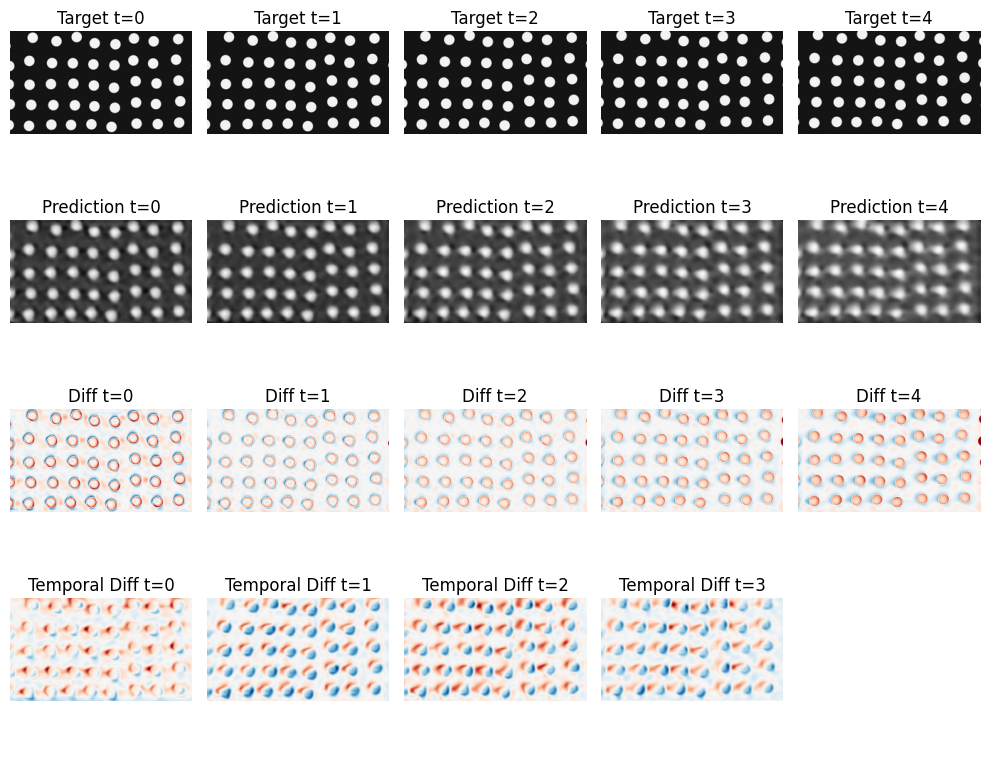 Target t=0 Target t=1 Target t=2 Target t=3 Target t=4
Prediction t=0 Prediction t=1 Prediction t=2 Prediction t=3 Prediction t=4
Diff t=0 Diff t=1 Diff t=2 Diff t=3 Diff t=4
Temporal Diff t=0 Temporal Diff t=1 Temporal Diff t=2 Temporal Diff t=3